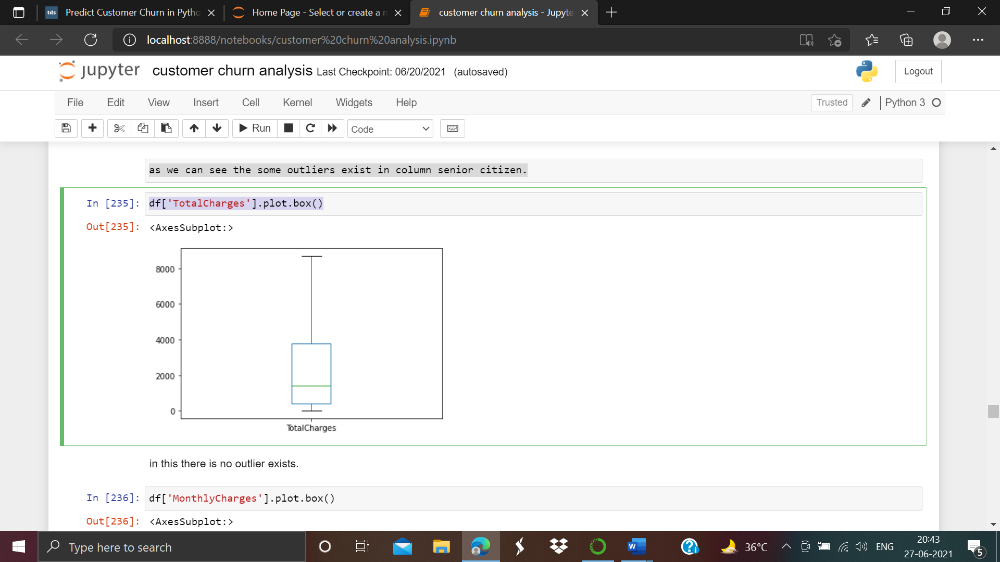 tds Predict Customer Churn in Pytho
Home Page - Select or create a n
customer churn analysis - Jupyte
localhost:8888/notebooks/customer%20churn%20analysis.ipynb
jupyter customer churn analysis Last Checkpoint: 06/20/2021 (autosaved)
Logout
File Edit View Insert Cell Kernel Widgets Help
Trusted Python 3
Run Code
as we can see the some outliers exist in column senior citizen.
In [235]: df['TotalCharges'].plot.box()
Out[235]: <AxesSubplot:>
8000
6000
4000
2000
0
TotalCharges
in this there is no outlier exists.
In [236]: df['MonthlyCharges'].plot.box()
Out[236]: <AxesSubplot:>
Type here to search
W
36°C
ENG
20:43
27-06-2021
5